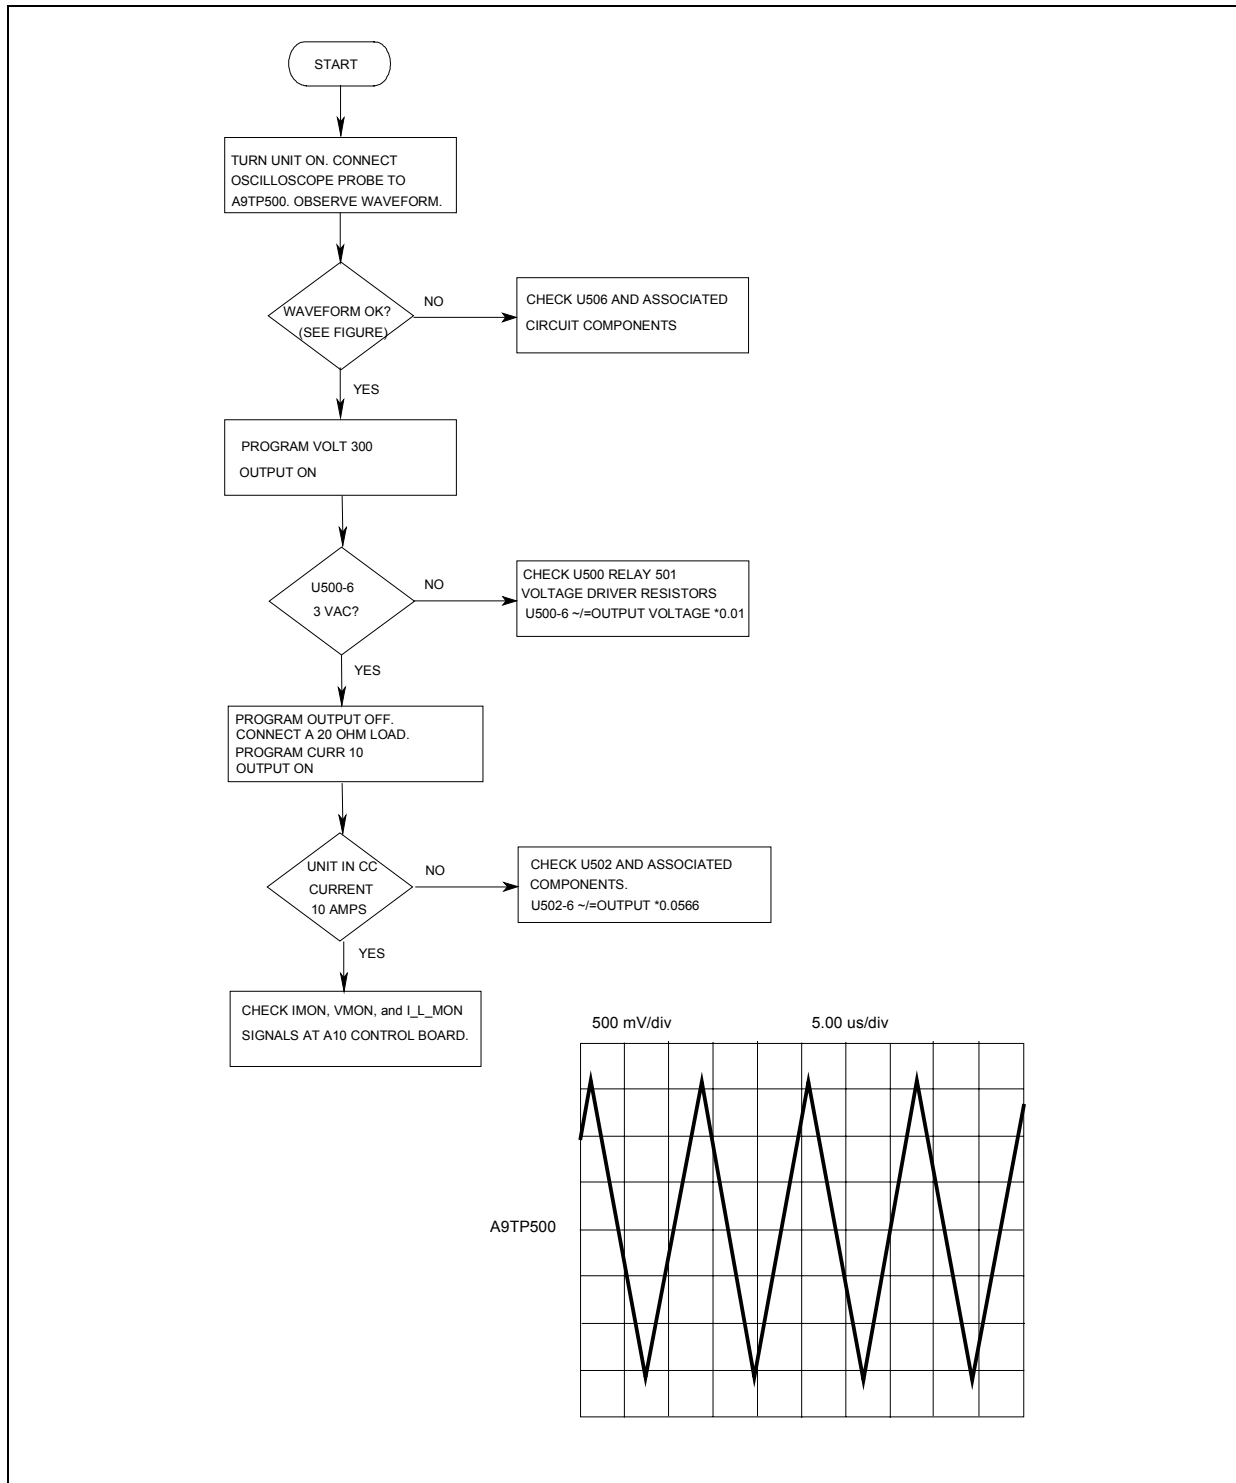 START
TURN UNIT ON. CONNECT
OSCILLOSCOPE PROBE TO
A9TP500. OBSERVE WAVEFORM.
WAVEFORM OK?
(SEE FIGURE)
NO
CHECK U506 AND ASSOCIATED
CIRCUIT COMPONENTS
YES
PROGRAM VOLT 300
OUTPUT ON
U500-6
3 VAC?
NO
CHECK U500 RELAY 501
VOLTAGE DRIVER RESISTORS
U500-6 ~/=OUTPUT VOLTAGE *0.01
YES
PROGRAM OUTPUT OFF.
CONNECT A 20 OHM LOAD.
PROGRAM CURR 10
OUTPUT ON
UNIT IN CC
CURRENT
10 AMPS
NO
CHECK U502 AND ASSOCIATED
COMPONENTS.
U502-6 ~/=OUTPUT *0.0566
YES
CHECK IMON, VMON, and I_L_MON
SIGNALS AT A10 CONTROL BOARD.
500 mV/div
5.00 us/div
A9TP500